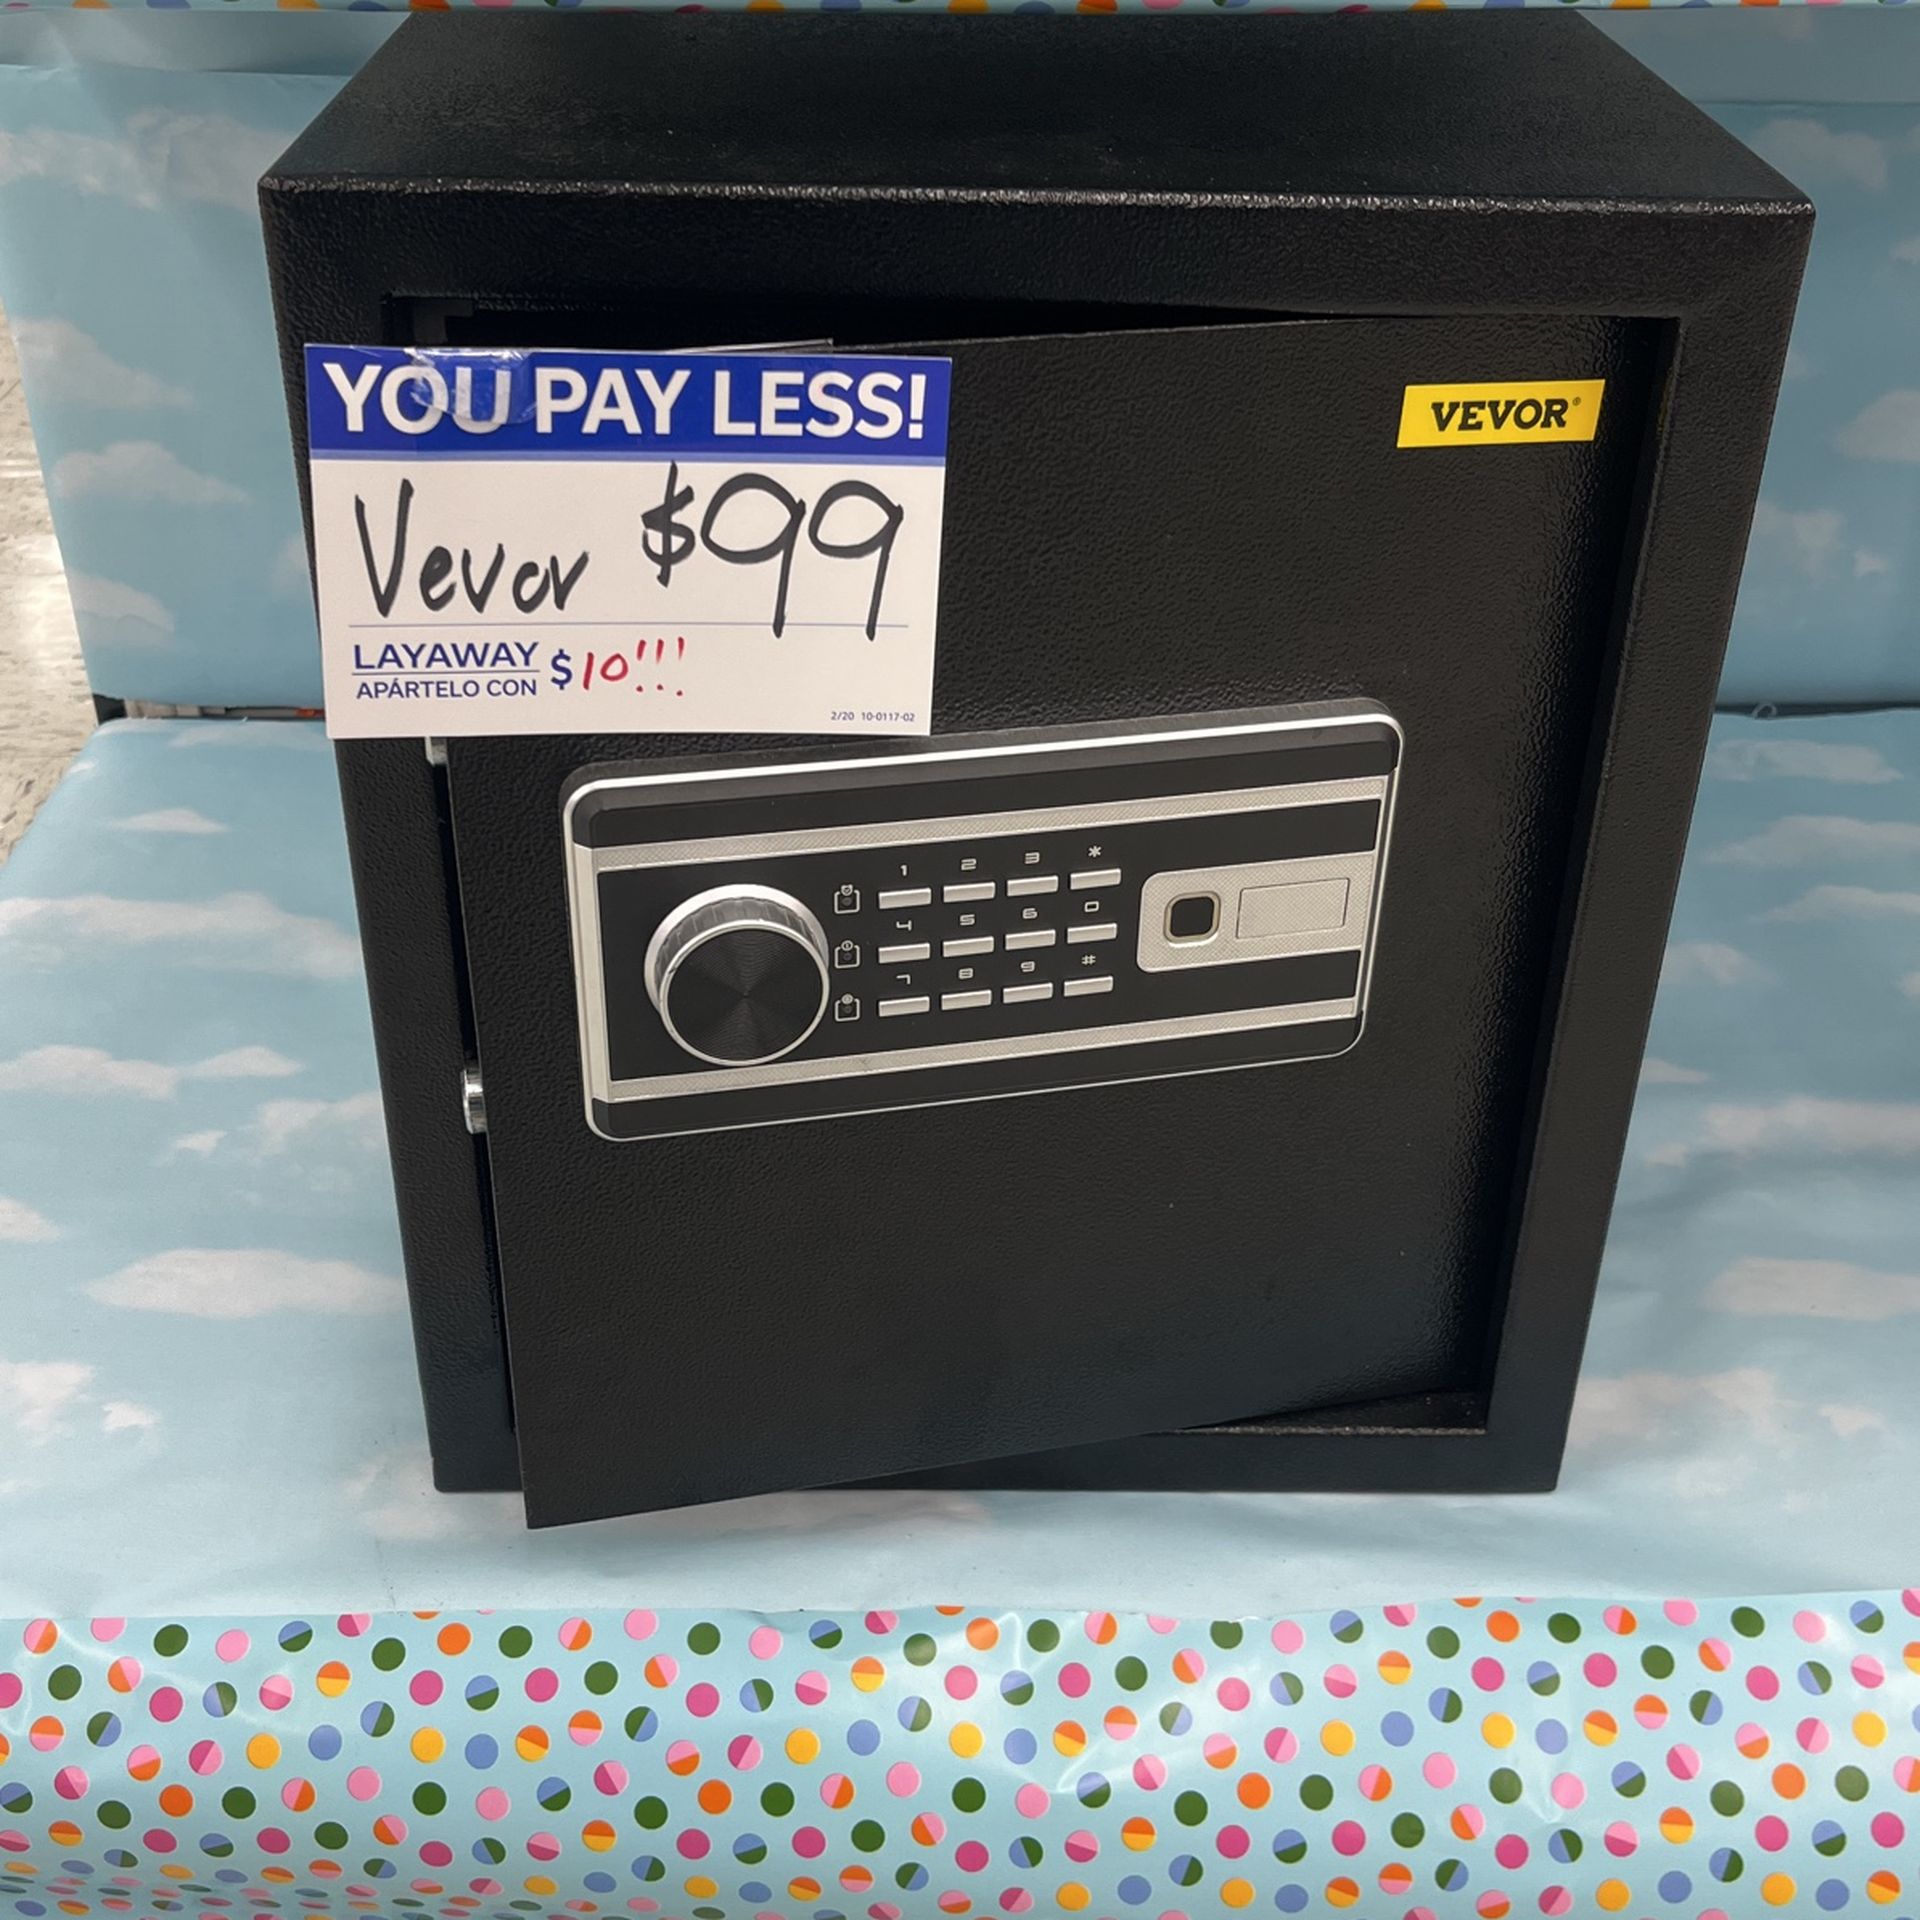 YOU PAY LESS!
VEVOR®
Vevor $99
LAYAWAY
APÁRTELO CON $10!!!
2/20 10-0117-02
1 2 3 *
4 5 6 0
7 8 9 #